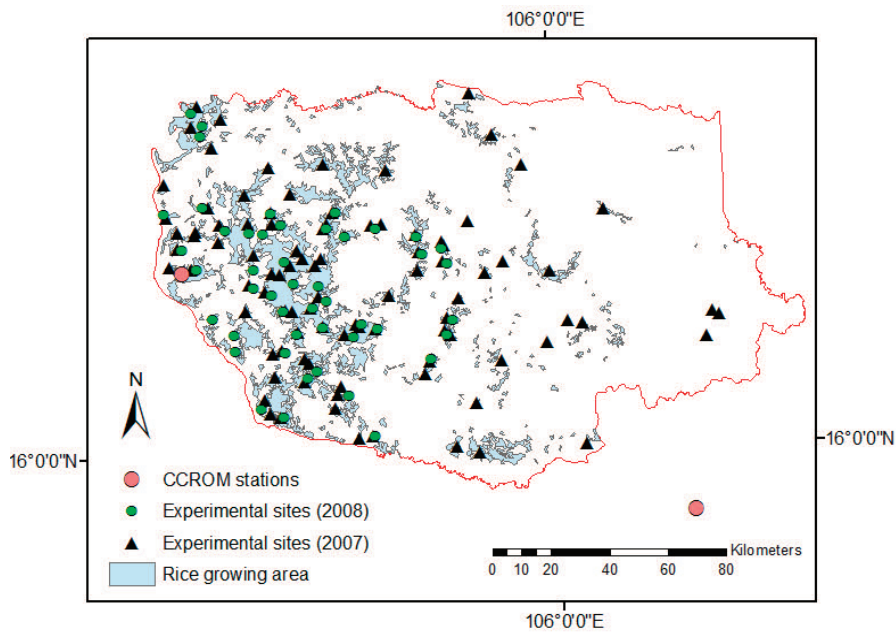 106°0'0"E
N
16°0'0"N
16°0'0"N
CCROM stations
Experimental sites (2008)
Experimental sites (2007)
Rice growing area
Kilometers
0 10 20 40 60 80
106°0'0"E